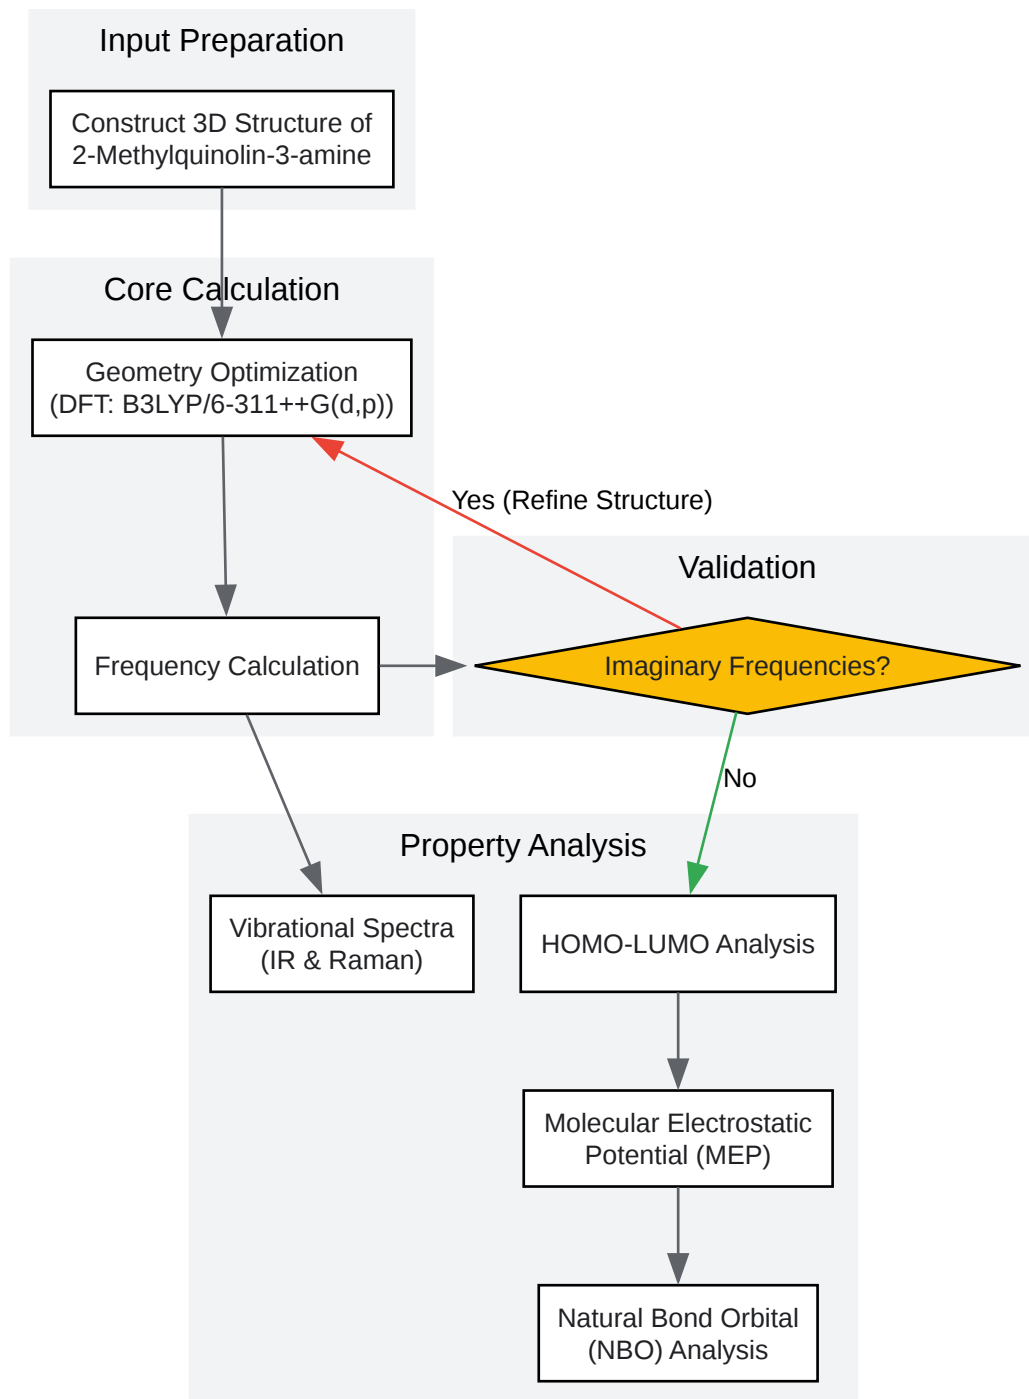 Input Preparation
Construct 3D Structure of
2-Methylquinolin-3-amine
Core Calculation
Geometry Optimization
(DFT: B3LYP/6-311++G(d,p))
Yes (Refine Structure)
Validation
Frequency Calculation
Imaginary Frequencies?
No
Property Analysis
Vibrational Spectra
(IR & Raman)
HOMO-LUMO Analysis
Molecular Electrostatic
Potential (MEP)
Natural Bond Orbital
(NBO) Analysis